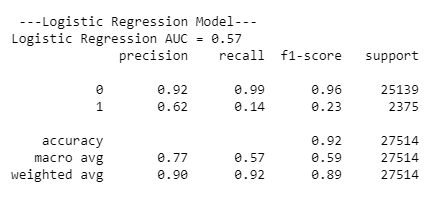 ---Logistic Regression Model---
Logistic Regression AUC = 0.57
precision recall f1-score support
0 0.92 0.99 0.96 25139
1 0.62 0.14 0.23 2375
accuracy 0.92 27514
macro avg 0.77 0.57 0.59 27514
weighted avg 0.90 0.92 0.89 27514